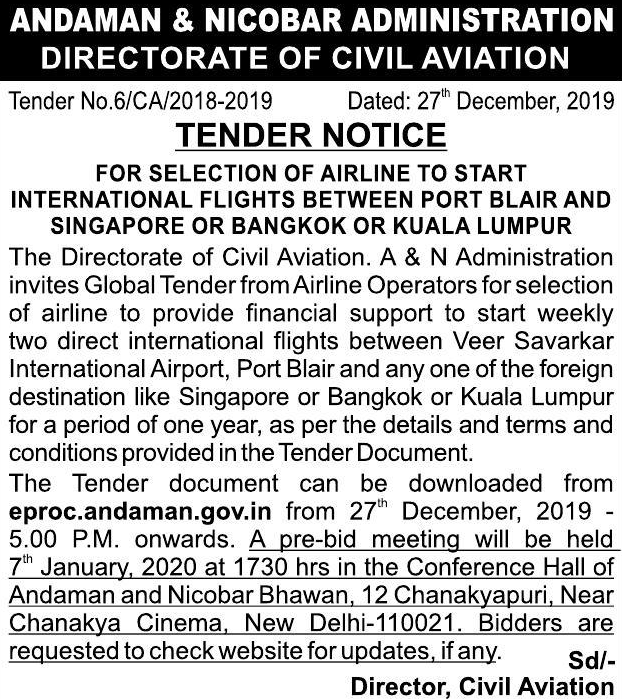 ANDAMAN & NICOBAR ADMINISTRATION
DIRECTORATE OF CIVIL AVIATION
Tender No.6/CA/2018-2019 Dated: 27th December, 2019
TENDER NOTICE
FOR SELECTION OF AIRLINE TO START
INTERNATIONAL FLIGHTS BETWEEN PORT BLAIR AND
SINGAPORE OR BANGKOK OR KUALA LUMPUR
The Directorate of Civil Aviation. A & N Administration
invites Global Tender from Airline Operators for selection
of airline to provide financial support to start weekly
two direct international flights between Veer Savarkar
International Airport, Port Blair and any one of the foreign
destination like Singapore or Bangkok or Kuala Lumpur
for a period of one year, as per the details and terms and
conditions provided in the Tender Document.
The Tender document can be downloaded from
eproc.andaman.gov.in from 27th December, 2019 -
5.00 P.M. onwards. A pre-bid meeting will be held
7th January, 2020 at 1730 hrs in the Conference Hall of
Andaman and Nicobar Bhawan, 12 Chanakyapuri, Near
Chanakya Cinema, New Delhi-110021. Bidders are
requested to check website for updates, if any.
Sd/-
Director, Civil Aviation